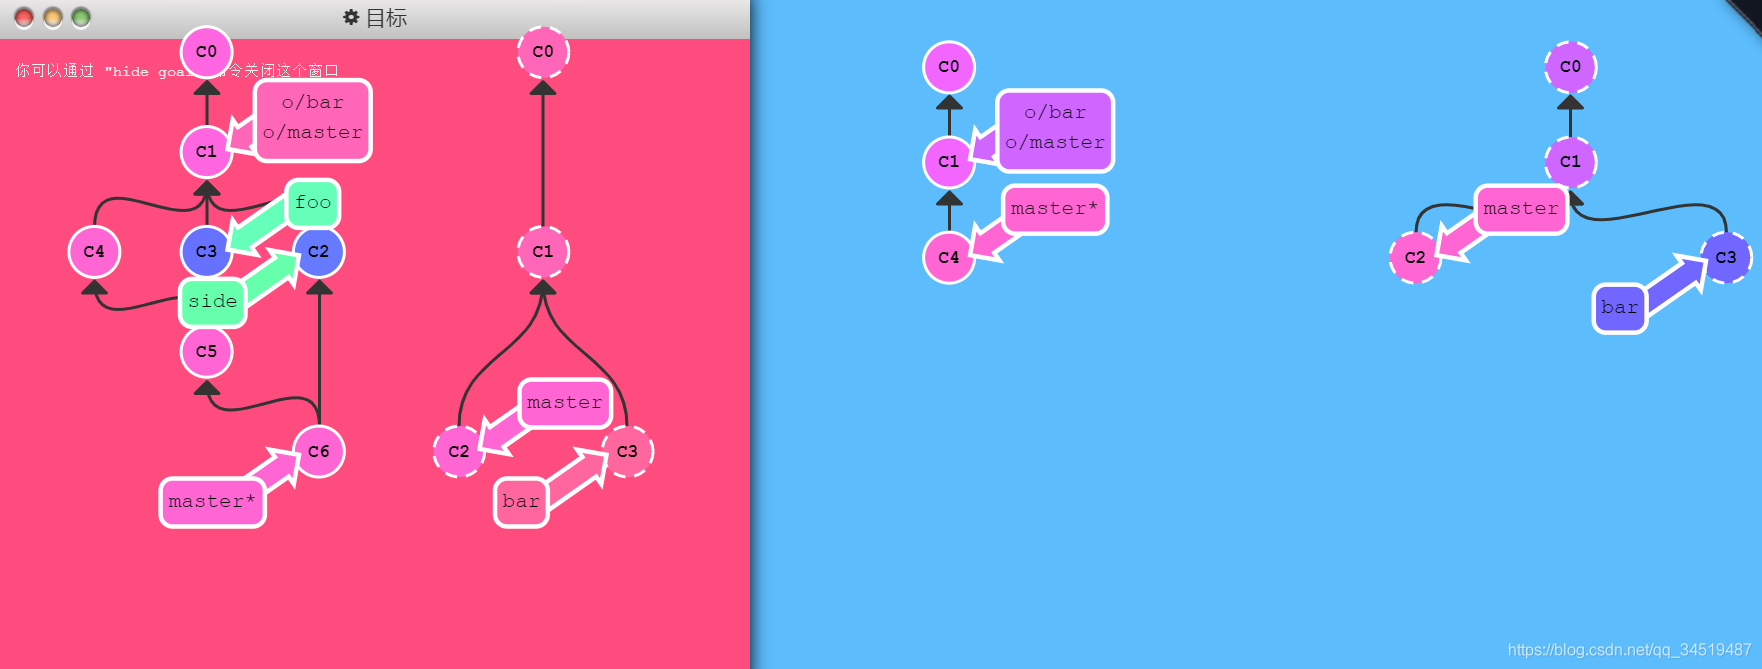 目标
你可以通过 "hide goal 命令关闭这个窗口
C0
o/bar
o/master
C1
foo
C4
C3
C2
side
C5
C6
master*
C0
C1
master
C2
C3
bar
C0
o/bar
o/master
C1
master*
C4
C0
C1
master
C2
C3
bar
https://blog.csdn.net/qq_34519487